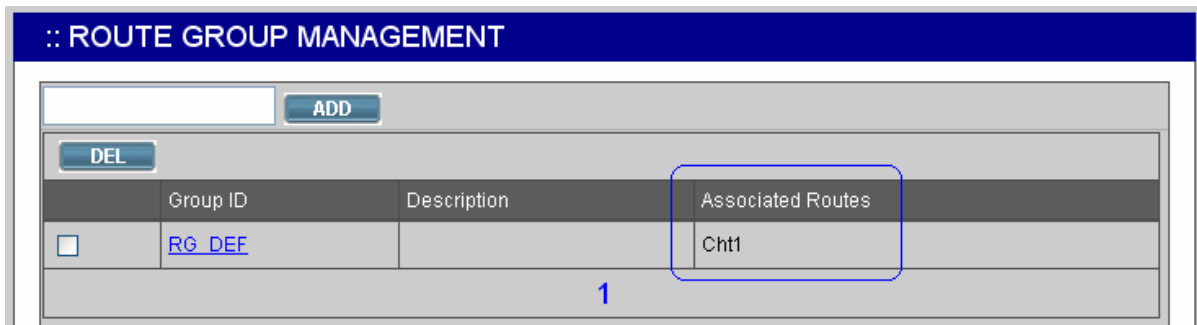 :: ROUTE GROUP MANAGEMENT
ADD
DEL
Group ID Description Associated Routes
RG_DEF Cht1
1